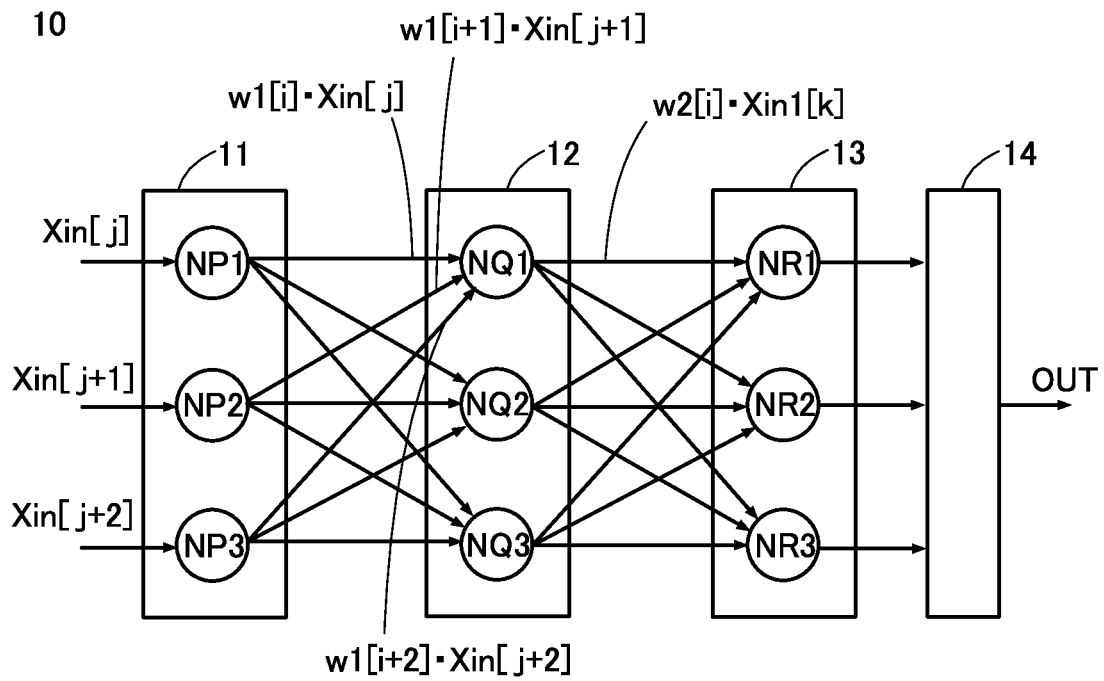 10
w1[i+1]・Xin[j+1]
w1[i]・Xin[j]
w2[i]・Xin1[k]
11
12
13
14
Xin[j]
NP1
NQ1
NR1
Xin[j+1]
NP2
NQ2
NR2
OUT
Xin[j+2]
NP3
NQ3
NR3
w1[i+2]・Xin[j+2]